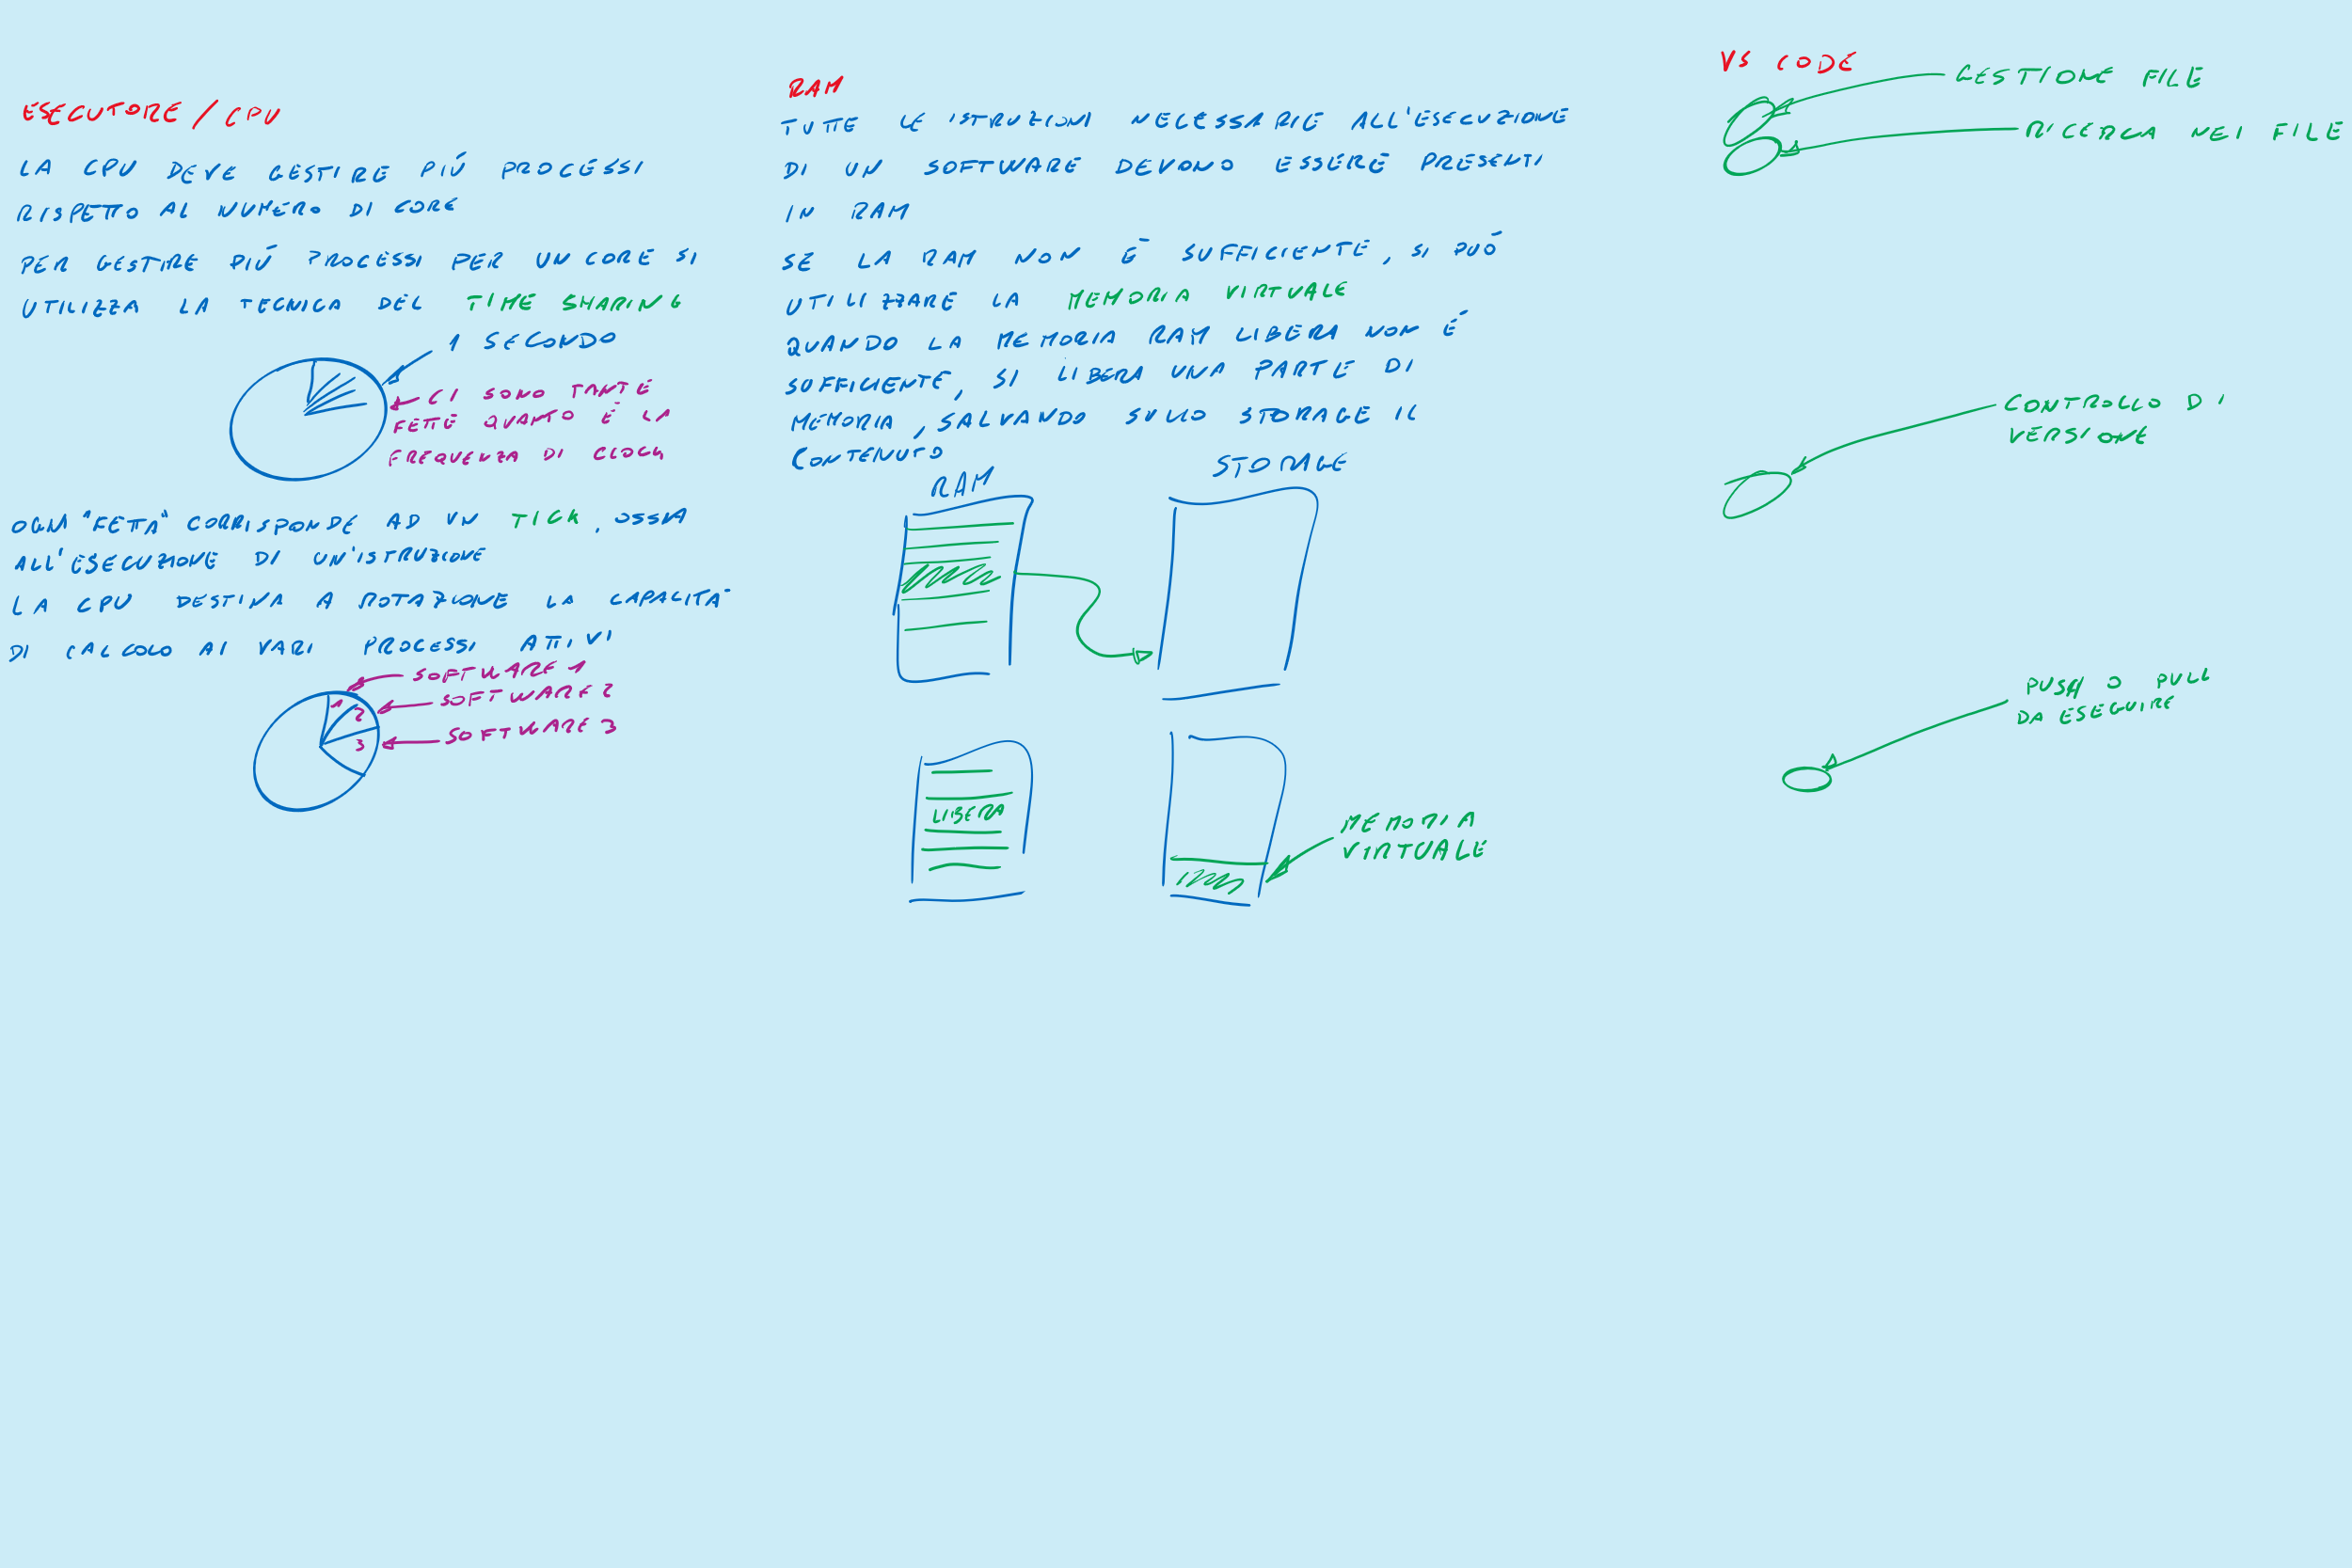 ESECUTORE / CPU
LA CPU DEVE GESTIRE PIÚ PROCESSI
RISPETTO AL NUMERO DI CORE
PER GESTIRE PIÚ PROCESSI PER UN CORE SI
UTILIZZA LA TECNICA DEL TIME SHARING
1 SECONDO
CI SONO TANTE
FETTE QUANTO É LA
FREQUENZA DI CLOCK
OGNI "FETTA" CORRISPONDE AD UN TICK, OSSIA
ALL'ESECUZIONE DI UN'ISTRUZIONE
LA CPU DESTINA A ROTAZIONE LA CAPACITA'
DI CALCOLO AI VARI PROCESSI ATTIVI
SOFTWARE 1
SOFTWARE 2
SOFTWARE 3
1
2
3
RAM
TUTTE LE ISTRUZIONI NECESSARIE ALL'ESECUZIONE
DI UN SOFTWARE DEVONO ESSERE PRESENTI
IN RAM
SE LA RAM NON É SUFFICIENTE, SI PUÓ
UTILIZZARE LA MEMORIA VIRTUALE
QUANDO LA MEMORIA RAM LIBERA NON É
SUFFICIENTE, SI LIBERA UNA PARTE DI
MEMORIA, SALVANDO SULLO STORAGE IL
CONTENUTO
RAM
STORAGE
LIBERA
MEMORIA
VIRTUALE
VS CODE
GESTIONE FILE
RICERCA NEI FILE
CONTROLLO DI
VERSIONE
PUSH O PULL
DA ESEGUIRE